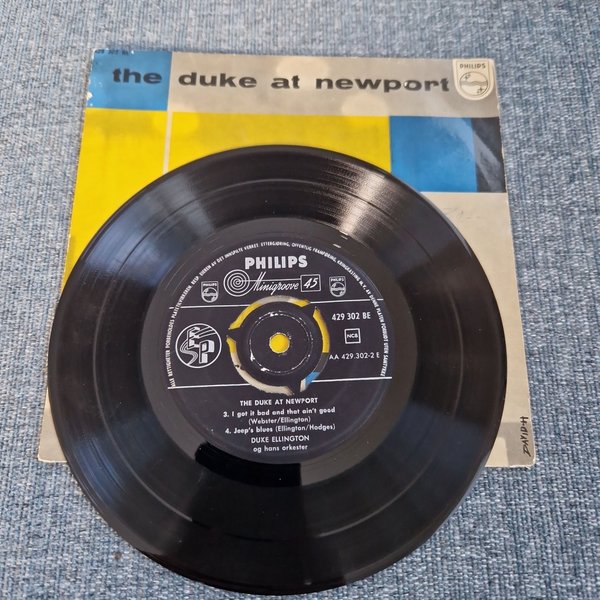 the duke at newport
PHILIPS
PHILIPS
Minigroove 45
PHILIPS
PHILIPS
429 302 BE
NCB
AA 429.302-2 E
THE DUKE AT NEWPORT
3. I got it bad and that ain't good
(Webster/Ellington)
4. Jeep's blues (Ellington/Hodges)
DUKE ELLINGTON
og hans orkester